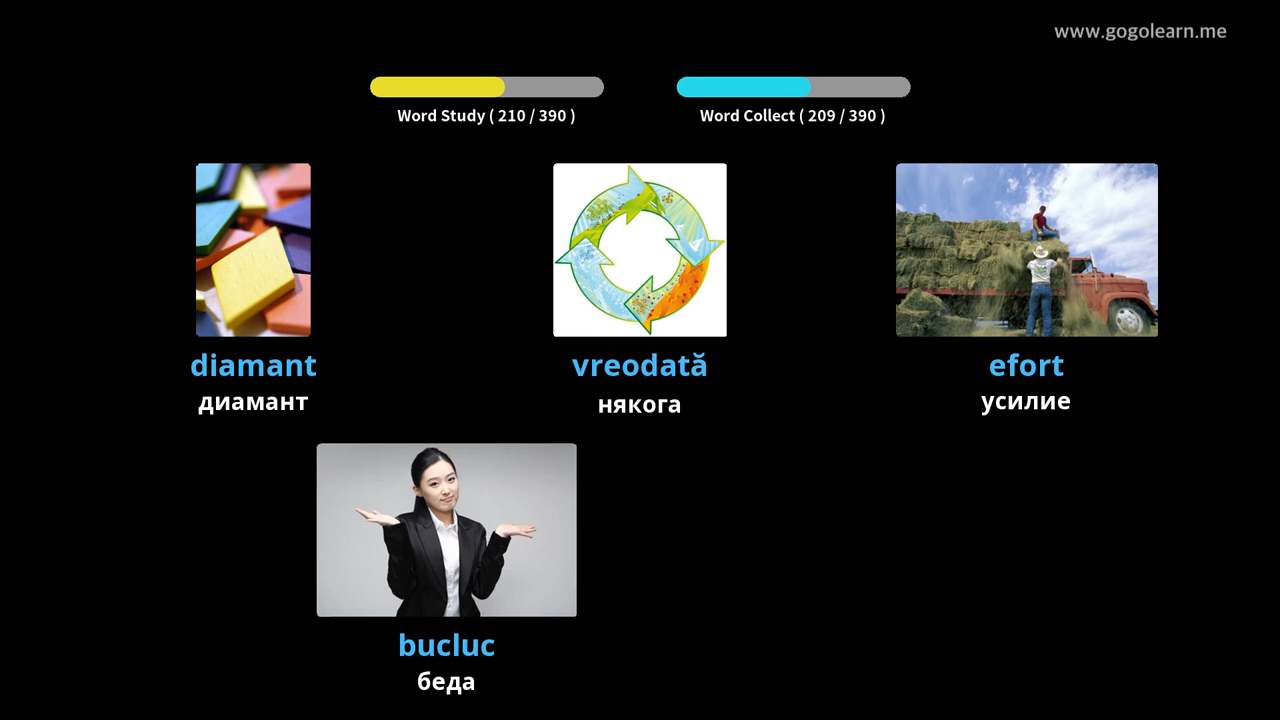 www.gogolearn.me
Word Study ( 210 / 390 )
Word Collect ( 209 / 390 )
diamant
диамант
vreodată
някога
efort
усилие
bucluc
беда